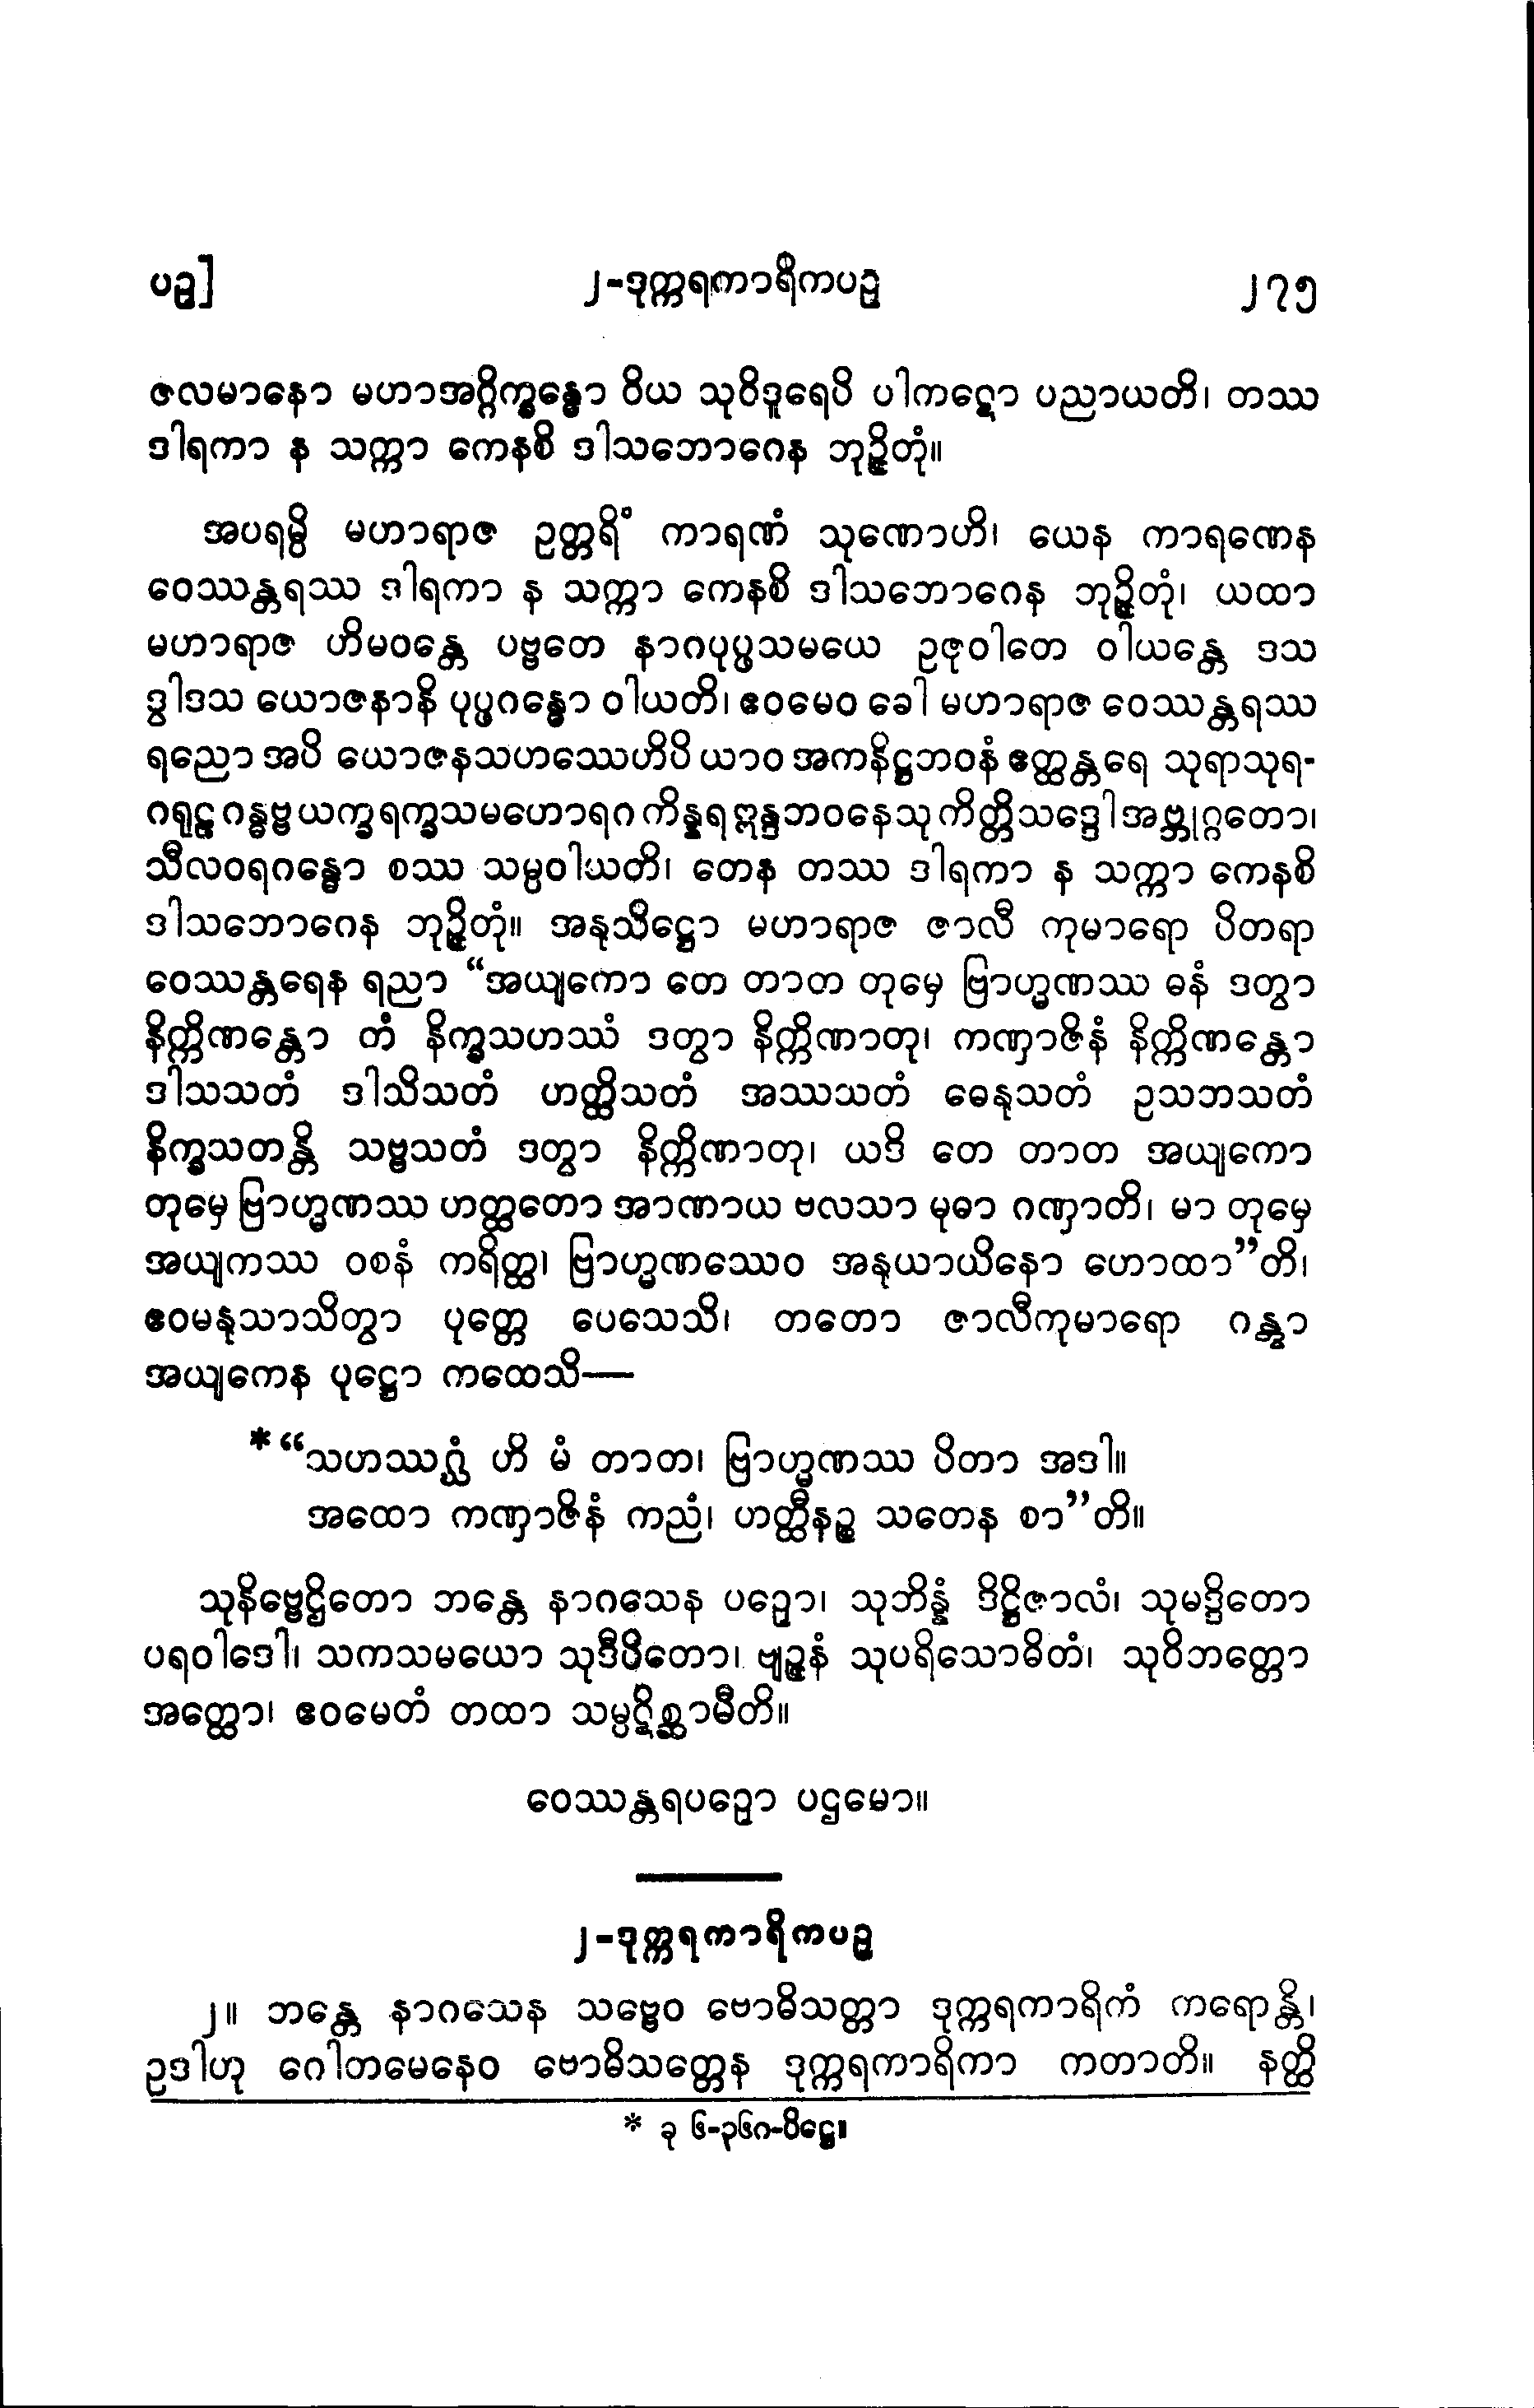 ပဉ္ဟ]
၂-ဒုက္ကရကာရိကပဉ္ဟ
၂၇၅
ဇလမာနော မဟာအဂ္ဂိက္ခန္ဓော ဝိယ သုဝိဒူရေပိ ပါကဋော ပညာယတိ၊ တဿ
ဒါရကာ န သက္ကာ ကေနစိ ဒါသဘောဂေန ဘုဉ္ဇိတုံ။
အပရမ္ပိ မဟာရာဇ ဥတ္တရိံ ကာရဏံ သုဏောဟိ၊ ယေန ကာရဏေန
ဝေဿန္တရဿ ဒါရကာ န သက္ကာ ကေနစိ ဒါသဘောဂေန ဘုဉ္ဇိတုံ၊ ယထာ
မဟာရာဇ ဟိမဝန္တေ ပဗ္ဗတေ နာဂပုပ္ဖသမယေ ဥဇုဝါတေ ဝါယန္တေ ဒသ
ဒွါဒသ ယောဇနာနိ ပုပ္ဖဂန္ဓော ဝါယတိ၊ ဧဝမေဝ ခေါ မဟာရာဇ ဝေဿန္တရဿ
ရညော အပိ ယောဇနသဟဿေဟိပိ ယာဝ အကနိဋ္ဌဘဝနံ ဧတ္ထန္တရေ သုရာသုရ-
ဂရုဠ ဂန္ဓဗ္ဗ ယက္ခ ရက္ခသမဟောရဂ ကိန္နရ ဣန္ဒဘဝနေသု ကိတ္တိသဒ္ဒေါ အဗ္ဘုဂ္ဂတော၊
သီလဝရဂန္ဓော စဿ သမ္ပဝါယတိ၊ တေန တဿ ဒါရကာ န သက္ကာ ကေနစိ
ဒါသဘောဂေန ဘုဉ္ဇိတုံ။ အနုသိဋ္ဌော မဟာရာဇ ဇာလီ ကုမာရော ပိတရာ
ဝေဿန္တရေန ရညာ “အယျကော တေ တာတ တုမှေ ဗြာဟ္မဏဿ ဓနံ ဒတွာ
နိက္ကိဏန္တော တံ နိက္ခသဟဿံ ဒတွာ နိက္ကိဏာတု၊ ကဏှာဇိနံ နိက္ကိဏန္တော
ဒါသသတံ ဒါသိသတံ ဟတ္ထိသတံ အဿသတံ ဓေနုသတံ ဥသဘသတံ
နိက္ခသတန္တိ သဗ္ဗသတံ ဒတွာ နိက္ကိဏာတု၊ ယဒိ တေ တာတ အယျကော
တုမှေ ဗြာဟ္မဏဿ ဟတ္ထတော အာဏာယ ဗလသာ မုဓာ ဂဏှာတိ၊ မာ တုမှေ
အယျကဿ ဝစနံ ကရိတ္ထ၊ ဗြာဟ္မဏဿေဝ အနုယာယိနော ဟောထာ”တိ၊
ဧဝမနုသာသိတွာ ပုတ္တေ ပေသေသိ၊ တတော ဇာလီကုမာရော ဂန္တွာ
အယျကေန ပုဋ္ဌော ကထေသိ—
*“သဟဿဂ္ဃံ ဟိ မံ တာတ၊ ဗြာဟ္မဏဿ ပိတာ အဒါ။
အထော ကဏှာဇိနံ ကညံ၊ ဟတ္ထီနဉ္စ သတေန စာ”တိ။
သုနိဗ္ဗေဌိတော ဘန္တေ နာဂသေန ပဉှော၊ သုဘိန္နံ ဒိဋ္ဌိဇာလံ၊ သုမဒ္ဒိတော
ပရဝါဒေါ၊ သကသမယော သုဒီပိတော၊ ဗျဉ္ဇနံ သုပရိသောဓိတံ၊ သုဝိဘတ္တော
အတ္ထော၊ ဧဝမေတံ တထာ သမ္ပဋိစ္ဆာမီတိ။
ဝေဿန္တရပဉှော ပဌမော။
၂-ဒုက္ကရကာရိကပဉ္ဟ
၂။ ဘန္တေ နာဂသေန သဗ္ဗေဝ ဗောဓိသတ္တာ ဒုက္ကရကာရိကံ ကရောန္တိ၊
ဥဒါဟု ဂေါတမေနေဝ ဗောဓိသတ္တေန ဒုက္ကရကာရိကာ ကတာတိ။ နတ္ထိ
* ခု ၆-၃၆ဂ-ပိဋ္ဌေ။